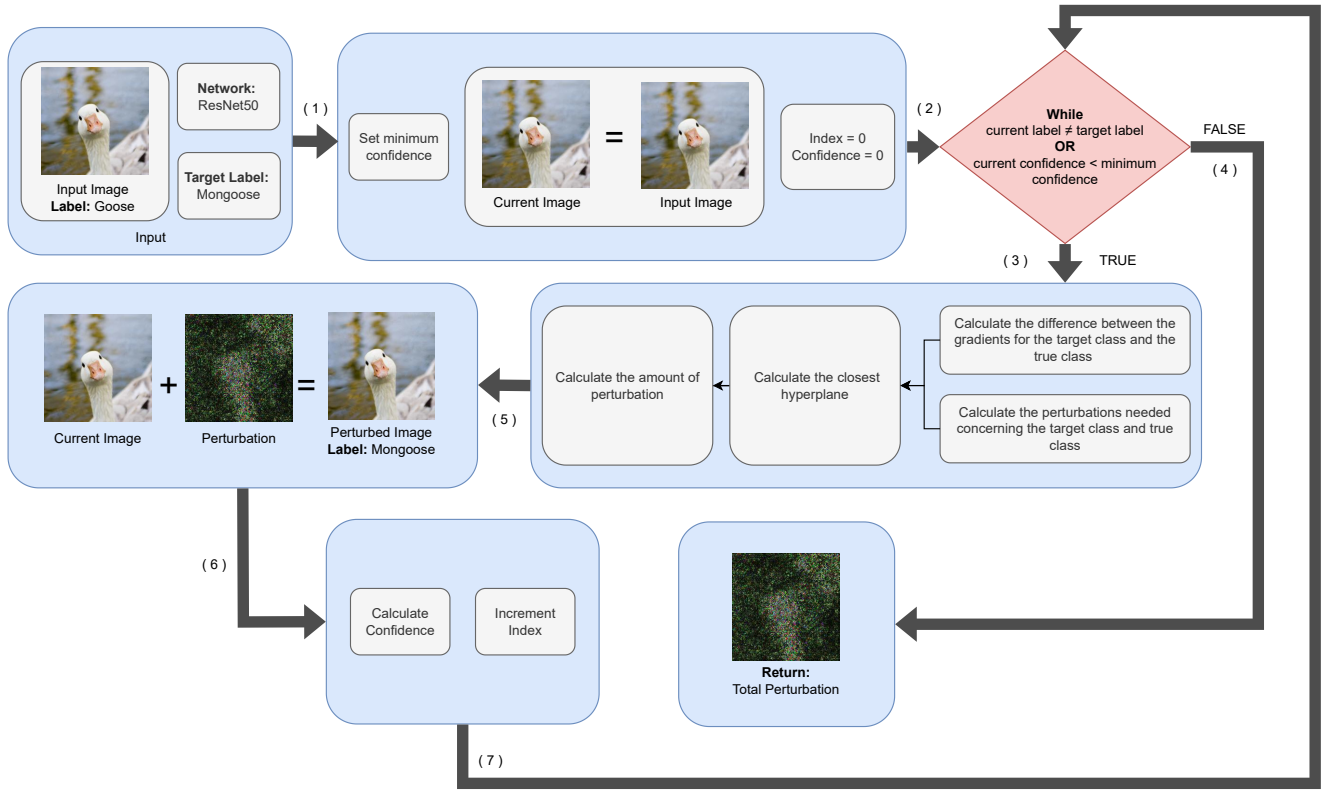 Network:
ResNet50
Target Label:
Mongoose
Input Image
Label: Goose
Input
( 1 )
Set minimum
confidence
Current Image
=
Input Image
Index = 0
Confidence = 0
( 2 )
While
current label ≠ target label
OR
current confidence < minimum
confidence
FALSE
( 4 )
( 3 )
TRUE
Calculate the difference between the
gradients for the target class and the
true class
Calculate the perturbations needed
concerning the target class and true
class
Calculate the closest
hyperplane
Calculate the amount of
perturbation
( 5 )
Current Image
+
Perturbation
=
Perturbed Image
Label: Mongoose
( 6 )
Calculate
Confidence
Increment
Index
Return:
Total Perturbation
( 7 )